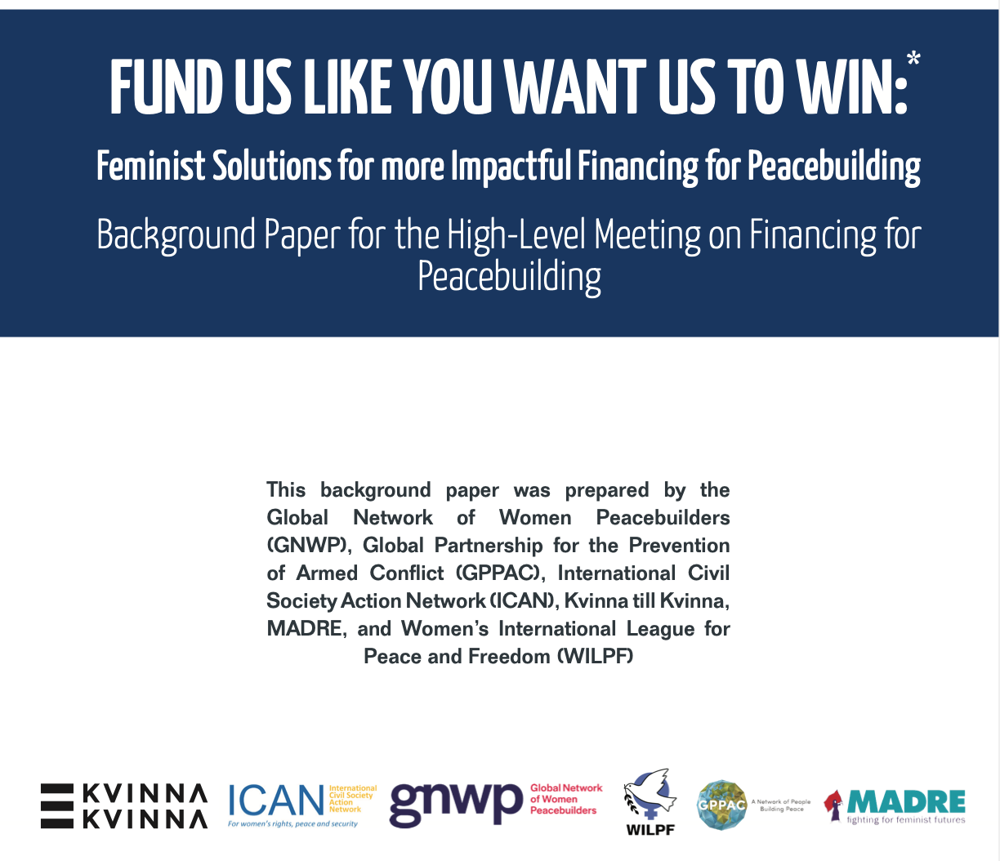 FUND US LIKE YOU WANT US TO WIN:*
Feminist Solutions for more Impactful Financing for Peacebuilding
Background Paper for the High-Level Meeting on Financing for
Peacebuilding
This background paper was prepared by the
Global Network of Women Peacebuilders
(GNWP), Global Partnership for the Prevention
of Armed Conflict (GPPAC), International Civil
Society Action Network (ICAN), Kvinna till Kvinna,
MADRE, and Women's International League for
Peace and Freedom (WILPF)
KVINNA
KVINNA
ICAN
International
Civil Society
Action
Network
For women's rights, peace and security
gnwp
Global Network
of Women
Peacebuilders
WILPF
GPPAC
A Network of People
Building Peace
MADRE
fighting for feminist futures